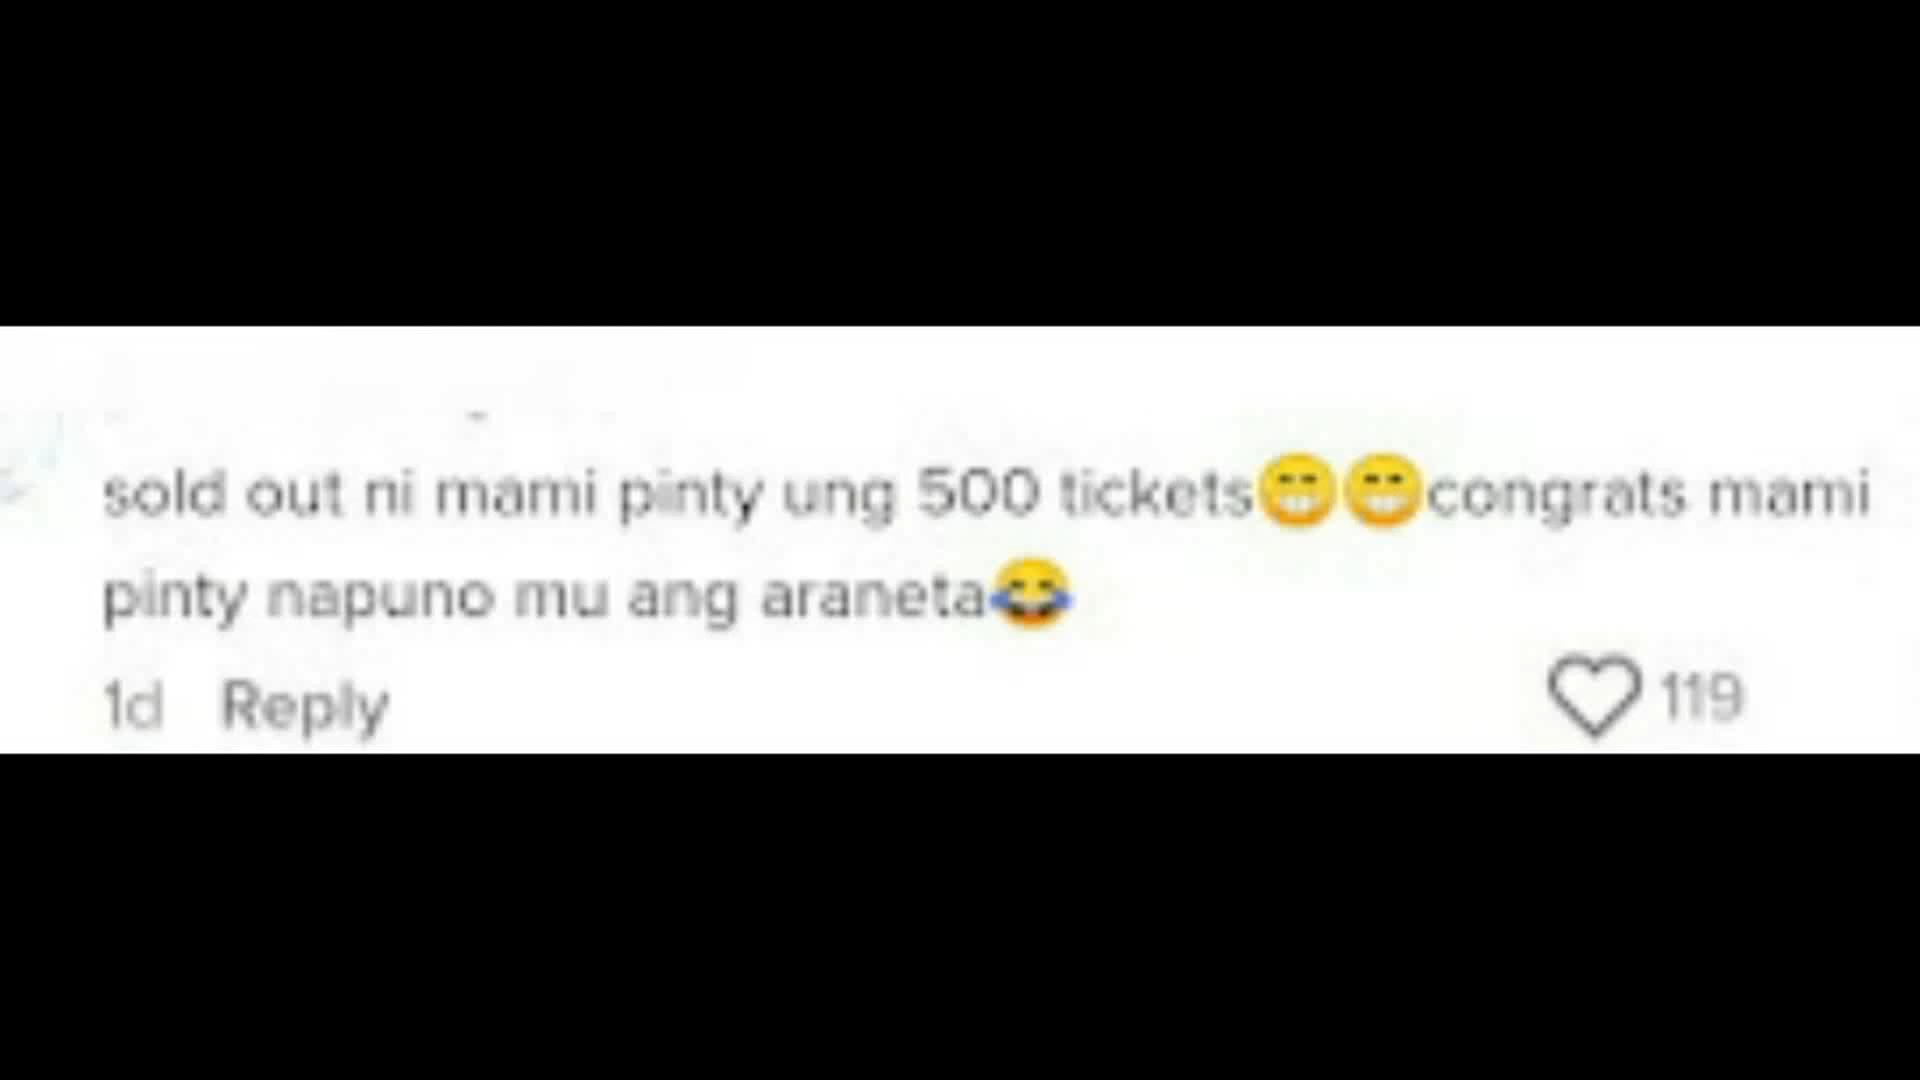 sold out ni mami pinty ung 500 tickets😁😁congrats mami
pinty napuno mu ang araneta😂
1d Reply 119